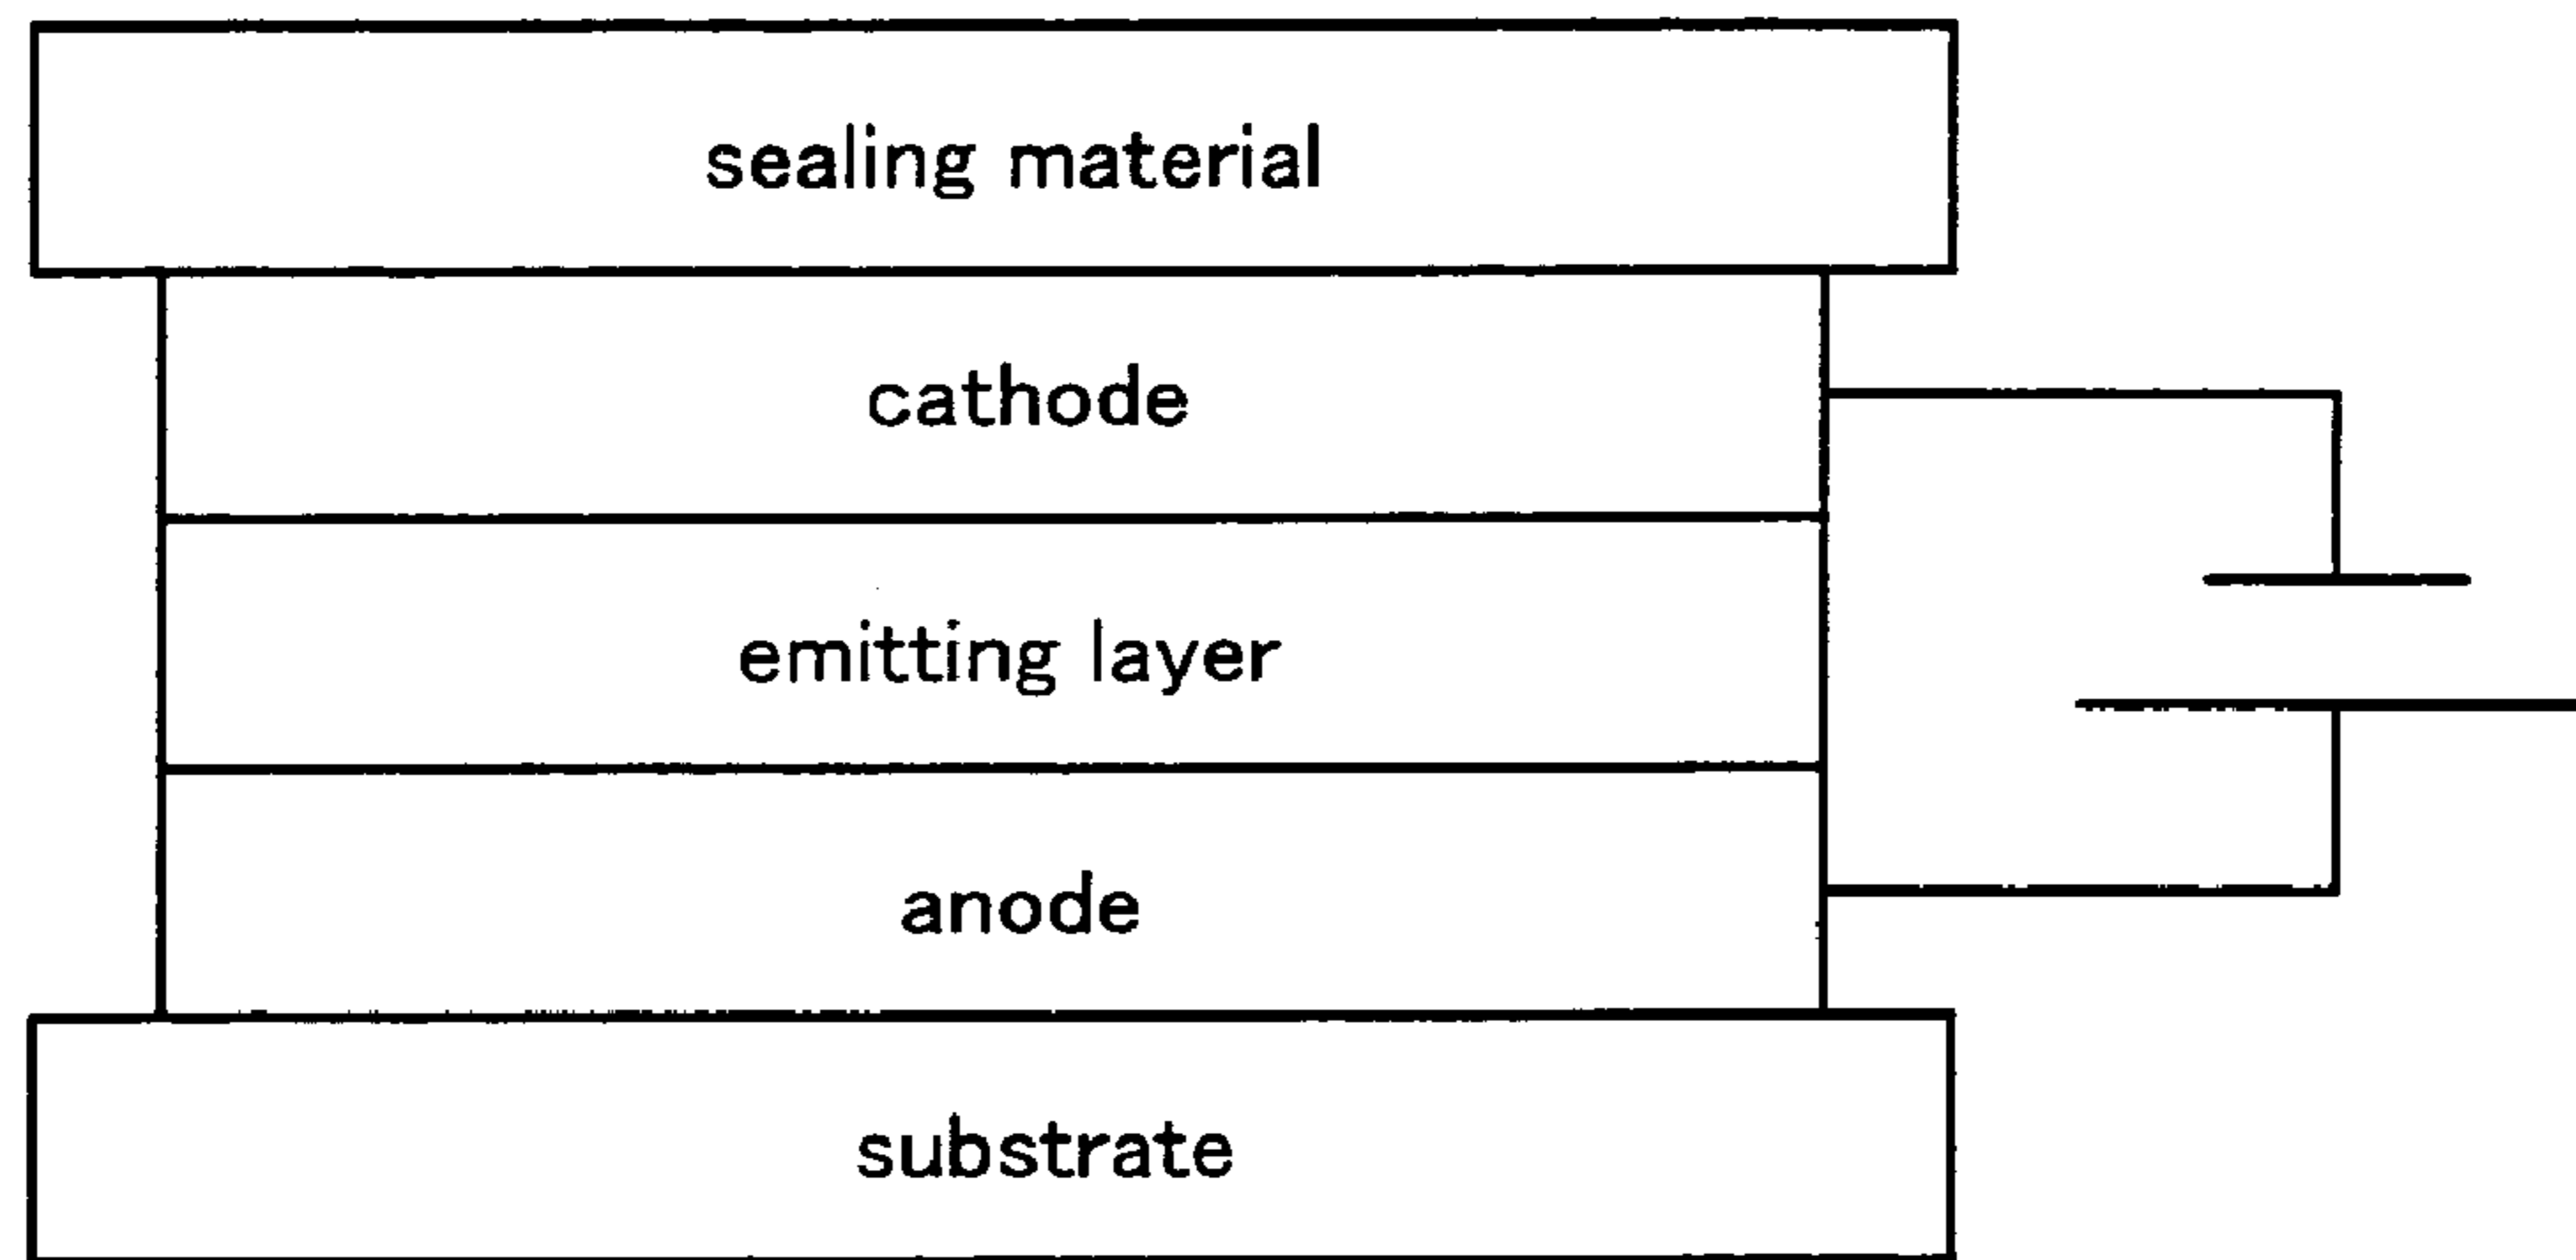 sealing material
cathode
emitting layer
anode
substrate